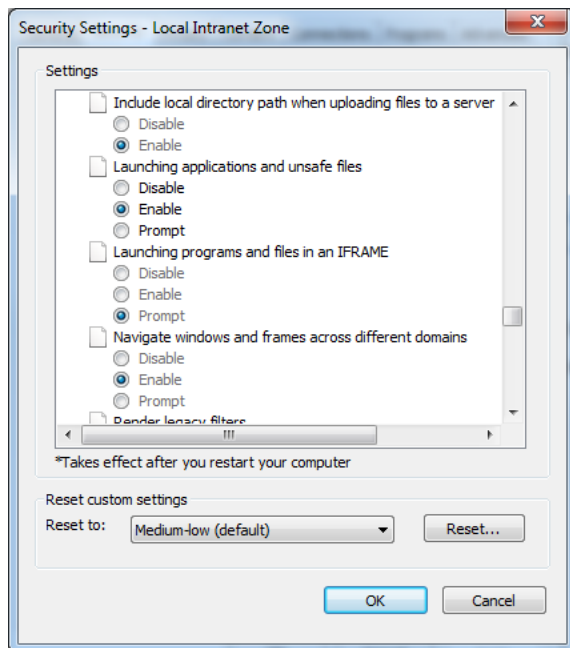 Security Settings - Local Intranet Zone
Settings
Include local directory path when uploading files to a server
Disable
Enable
Launching applications and unsafe files
Disable
Enable
Prompt
Launching programs and files in an IFRAME
Disable
Enable
Prompt
Navigate windows and frames across different domains
Disable
Enable
Prompt
Render legacy filters
*Takes effect after you restart your computer
Reset custom settings
Reset to:
Medium-low (default)
Reset...
OK
Cancel